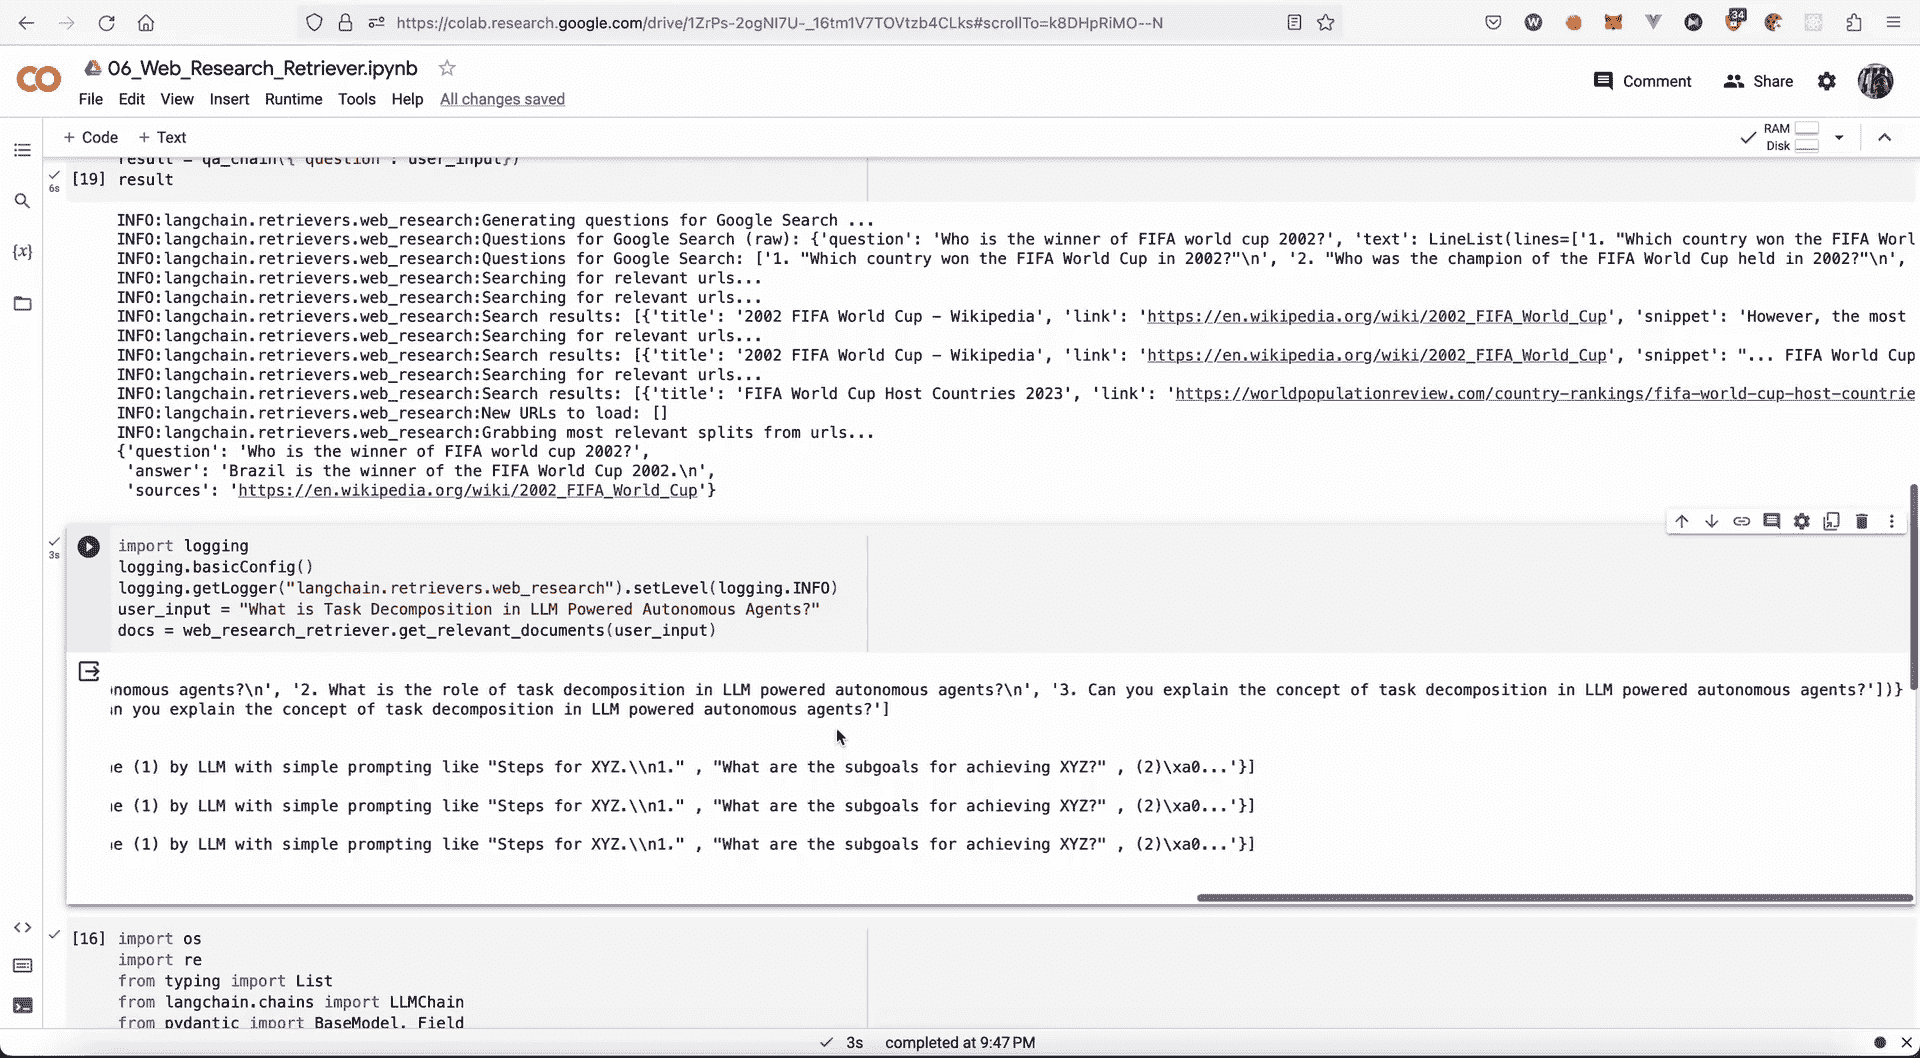 https://colab.research.google.com/drive/1ZrPs-2ogNI7U-_16tm1V7TOVtzb4CLks#scrollTo=k8DHpRiMO--N
34
06_Web_Research_Retriever.ipynb
File Edit View Insert Runtime Tools Help All changes saved
Comment Share
+ Code + Text
RAM
Disk
result = qa_chain({"question": user_input})
6s [19] result
INFO:langchain.retrievers.web_research:Generating questions for Google Search ...
INFO:langchain.retrievers.web_research:Questions for Google Search (raw): {'question': 'Who is the winner of FIFA world cup 2002?', 'text': LineList(lines=['1. "Which country won the FIFA Worl
INFO:langchain.retrievers.web_research:Questions for Google Search: ['1. "Which country won the FIFA World Cup in 2002?"\n', '2. "Who was the champion of the FIFA World Cup held in 2002?"\n',
INFO:langchain.retrievers.web_research:Searching for relevant urls...
INFO:langchain.retrievers.web_research:Searching for relevant urls...
INFO:langchain.retrievers.web_research:Search results: [{'title': '2002 FIFA World Cup - Wikipedia', 'link': 'https://en.wikipedia.org/wiki/2002_FIFA_World_Cup', 'snippet': 'However, the most
INFO:langchain.retrievers.web_research:Searching for relevant urls...
INFO:langchain.retrievers.web_research:Search results: [{'title': '2002 FIFA World Cup - Wikipedia', 'link': 'https://en.wikipedia.org/wiki/2002_FIFA_World_Cup', 'snippet': "... FIFA World Cup
INFO:langchain.retrievers.web_research:Searching for relevant urls...
INFO:langchain.retrievers.web_research:Search results: [{'title': 'FIFA World Cup Host Countries 2023', 'link': 'https://worldpopulationreview.com/country-rankings/fifa-world-cup-host-countrie
INFO:langchain.retrievers.web_research:New URLs to load: []
INFO:langchain.retrievers.web_research:Grabbing most relevant splits from urls...
{'question': 'Who is the winner of FIFA world cup 2002?',
'answer': 'Brazil is the winner of the FIFA World Cup 2002.\n',
'sources': 'https://en.wikipedia.org/wiki/2002_FIFA_World_Cup'}
3s
import logging
logging.basicConfig()
logging.getLogger("langchain.retrievers.web_research").setLevel(logging.INFO)
user_input = "What is Task Decomposition in LLM Powered Autonomous Agents?"
docs = web_research_retriever.get_relevant_documents(user_input)
onomous agents?\n', '2. What is the role of task decomposition in LLM powered autonomous agents?\n', '3. Can you explain the concept of task decomposition in LLM powered autonomous agents?'])}
an you explain the concept of task decomposition in LLM powered autonomous agents?']
ne (1) by LLM with simple prompting like "Steps for XYZ.\\n1." , "What are the subgoals for achieving XYZ?" , (2)\xa0...'}]
ne (1) by LLM with simple prompting like "Steps for XYZ.\\n1." , "What are the subgoals for achieving XYZ?" , (2)\xa0...'}]
ne (1) by LLM with simple prompting like "Steps for XYZ.\\n1." , "What are the subgoals for achieving XYZ?" , (2)\xa0...'}]
[16] import os
import re
from typing import List
from langchain.chains import LLMChain
from pydantic import BaseModel, Field
3s completed at 9:47 PM